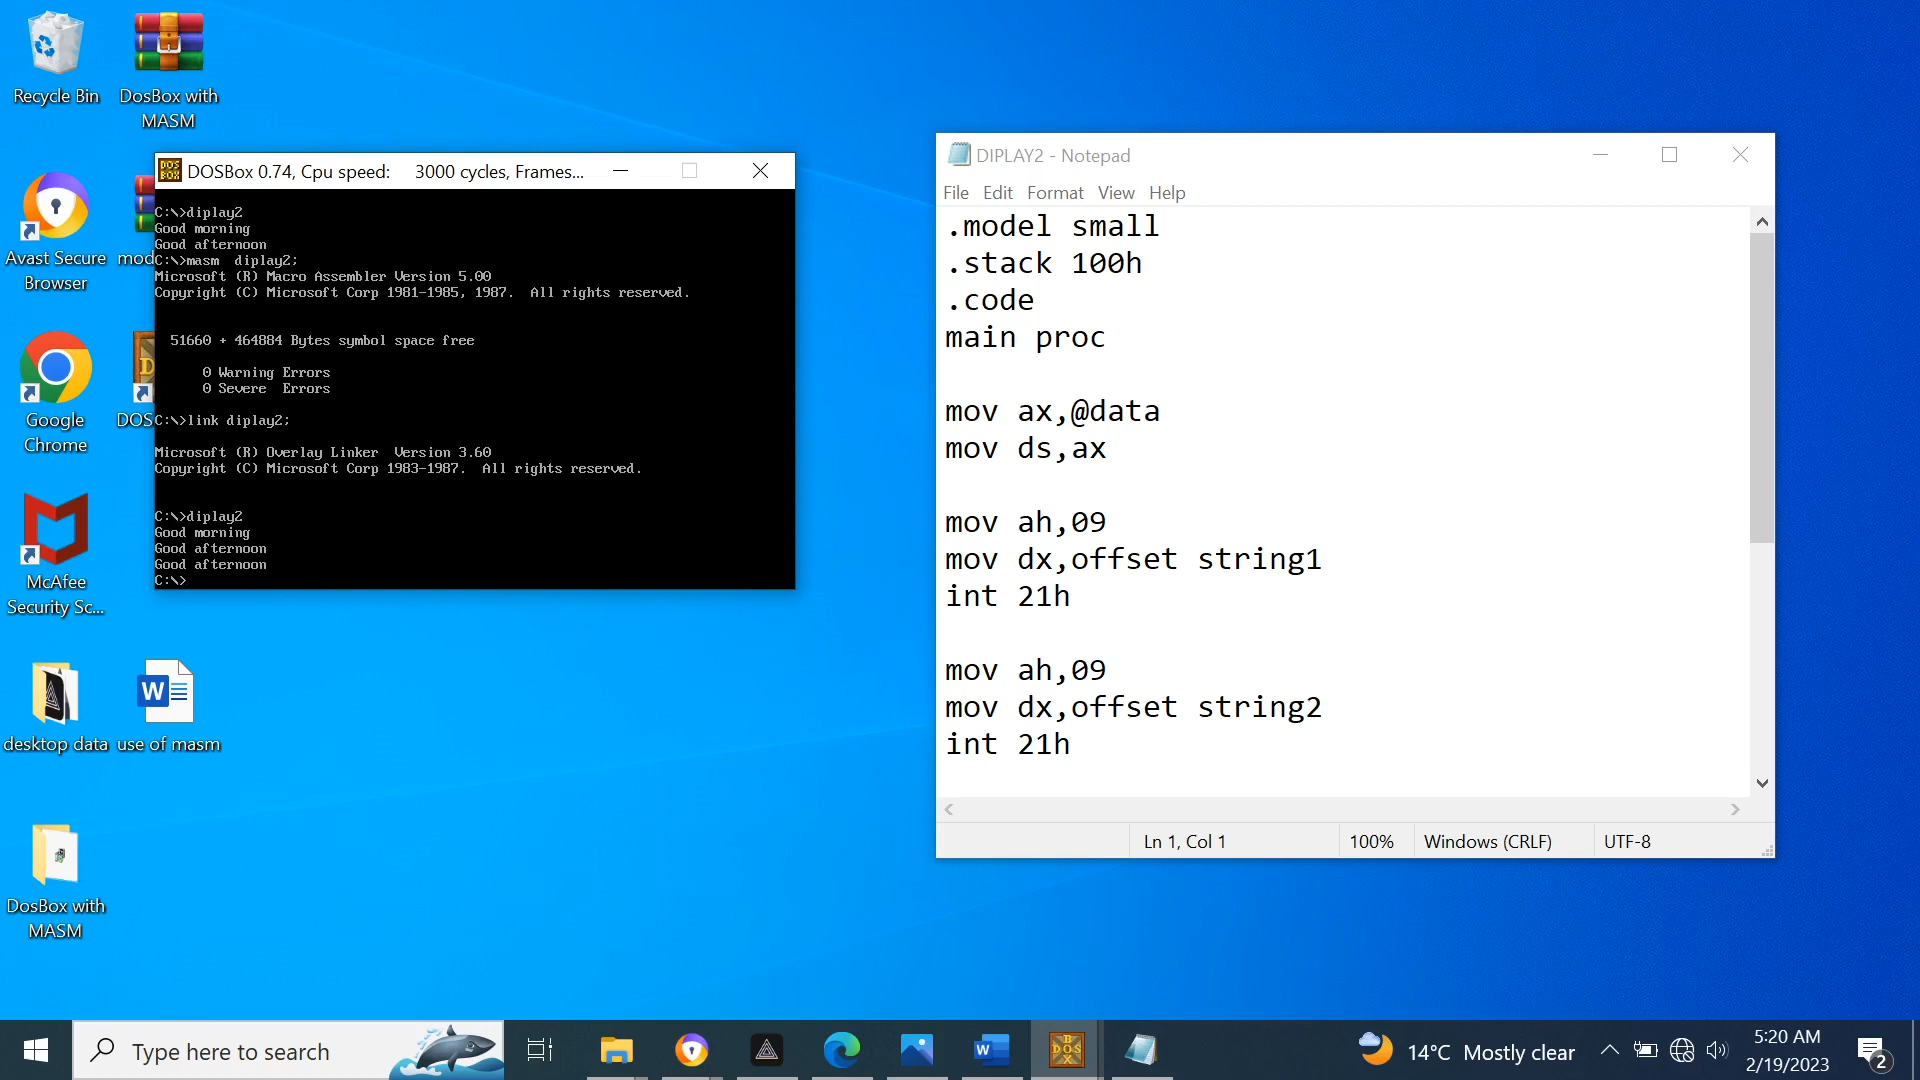 Recycle Bin
DosBox with
MASM
Avast Secure
Browser
mod
Google
Chrome
DOS
McAfee
Security Sc...
desktop data
use of masm
DosBox with
MASM
DOSBox 0.74, Cpu speed: 3000 cycles, Frames...
C:\>diplay2
Good morning
Good afternoon
C:\>masm  diplay2;
Microsoft (R) Macro Assembler Version 5.00
Copyright (C) Microsoft Corp 1981-1985, 1987.  All rights reserved.
51660 + 464884 Bytes symbol space free
0 Warning Errors
0 Severe  Errors
C:\>link diplay2;
Microsoft (R) Overlay Linker  Version 3.60
Copyright (C) Microsoft Corp 1983-1987.  All rights reserved.
C:\>diplay2
Good morning
Good afternoon
Good afternoon
C:\>
DIPLAY2 - Notepad
File Edit Format View Help
.model small
.stack 100h
.code
main proc
mov ax,@data
mov ds,ax
mov ah,09
mov dx,offset string1
int 21h
mov ah,09
mov dx,offset string2
int 21h
Ln 1, Col 1 100% Windows (CRLF) UTF-8
Type here to search
14°C Mostly clear
5:20 AM
2/19/2023
2